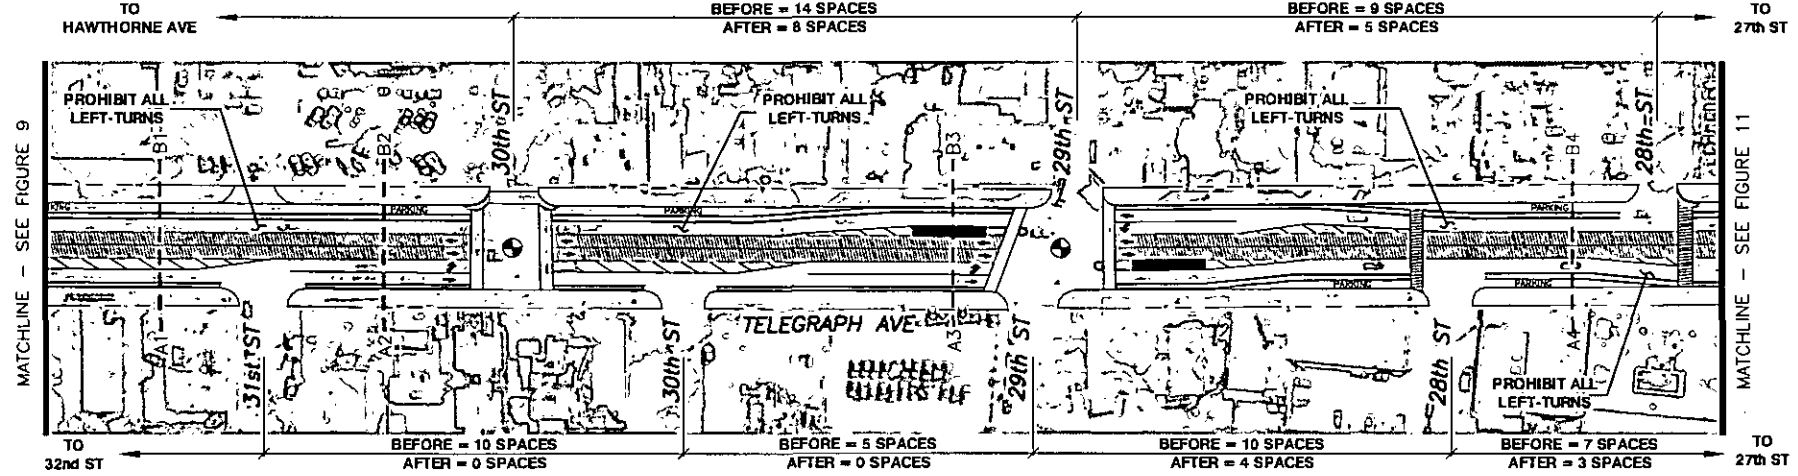 TO
HAWTHORNE AVE
BEFORE = 14 SPACES
AFTER = 8 SPACES
BEFORE = 9 SPACES
AFTER = 5 SPACES
TO
27th ST
MATCHLINE - SEE FIGURE 9
PROHIBIT ALL
LEFT-TURNS
PROHIBIT ALL
LEFT-TURNS
PROHIBIT ALL
LEFT-TURNS
B1
B2
30th ST
B3
29th ST
B4
28th ST
MATCHLINE - SEE FIGURE 11
PARKING
PARKING
PARKING
PARKING
PARKING
TELEGRAPH AVE
A1
31st ST
A2
30th ST
A3
29th ST
28th ST
A4
PROHIBIT ALL
LEFT-TURNS
TO
32nd ST
BEFORE = 10 SPACES
AFTER = 0 SPACES
BEFORE = 5 SPACES
AFTER = 0 SPACES
BEFORE = 10 SPACES
AFTER = 4 SPACES
BEFORE = 7 SPACES
AFTER = 3 SPACES
TO
27th ST